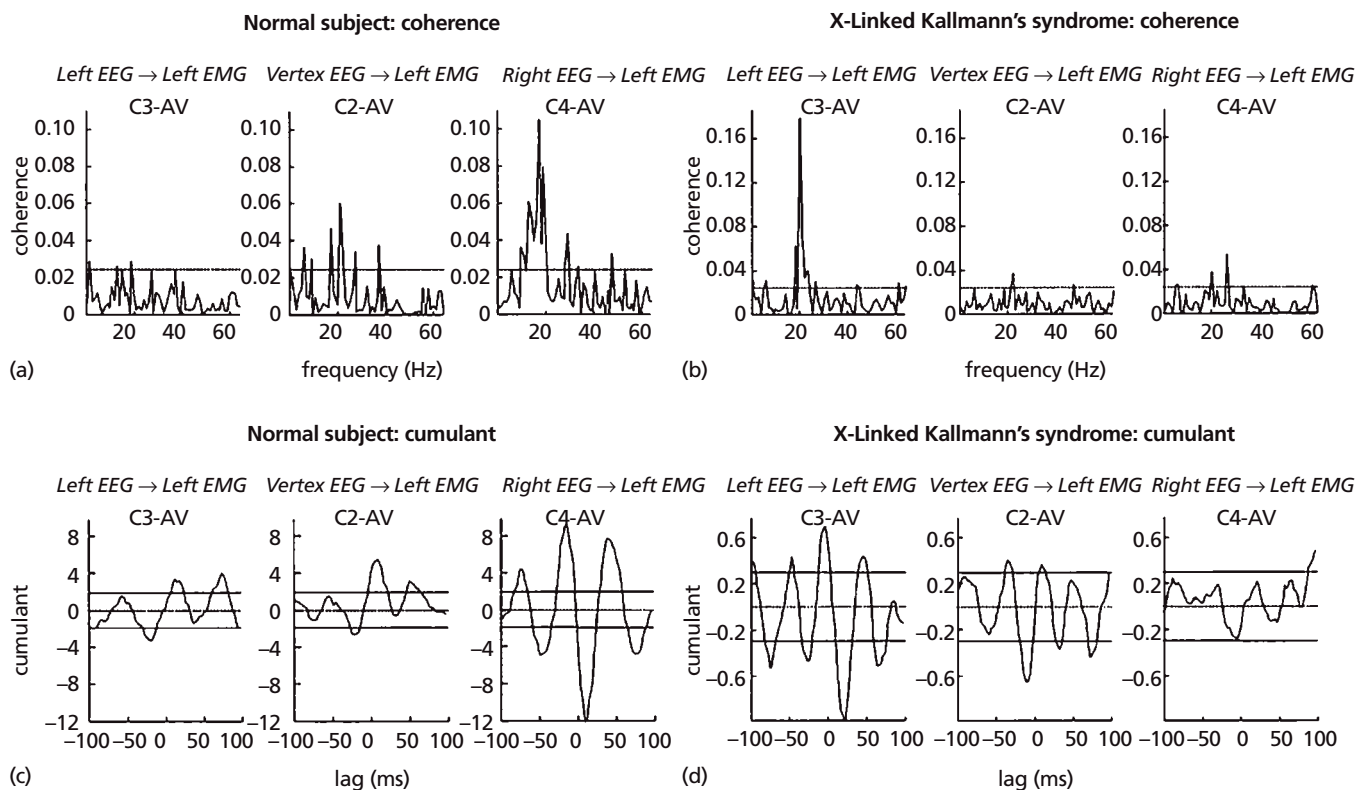 Normal subject: coherence
Left EEG → Left EMG Vertex EEG → Left EMG Right EEG → Left EMG
C3-AV C2-AV C4-AV
coherence
0.10 0.10 0.10
0.08 0.08 0.08
0.06 0.06 0.06
0.04 0.04 0.04
0.02 0.02 0.02
0 0 0
20 40 60 20 40 60 20 40 60
(a) frequency (Hz)
X-Linked Kallmann's syndrome: coherence
Left EEG → Left EMG Vertex EEG → Left EMG Right EEG → Left EMG
C3-AV C2-AV C4-AV
coherence
0.16 0.16 0.16
0.12 0.12 0.12
0.08 0.08 0.08
0.04 0.04 0.04
0 0 0
20 40 60 20 40 60 20 40 60
(b) frequency (Hz)
Normal subject: cumulant
Left EEG → Left EMG Vertex EEG → Left EMG Right EEG → Left EMG
C3-AV C2-AV C4-AV
cumulant
8 8 8
4 4 4
0 0 0
−4 −4 −4
−8 −8 −8
−12 −12 −12
−100 −50 0 50 100 −100 −50 0 50 100 −100 −50 0 50 100
(c) lag (ms)
X-Linked Kallmann's syndrome: cumulant
Left EEG → Left EMG Vertex EEG → Left EMG Right EEG → Left EMG
C3-AV C2-AV C4-AV
cumulant
0.6 0.6 0.6
0.2 0.2 0.2
−0.2 −0.2 −0.2
−0.6 −0.6 −0.6
−100 −50 0 50 100 −100 −50 0 50 100 −100 −50 0 50 100
(d) lag (ms)